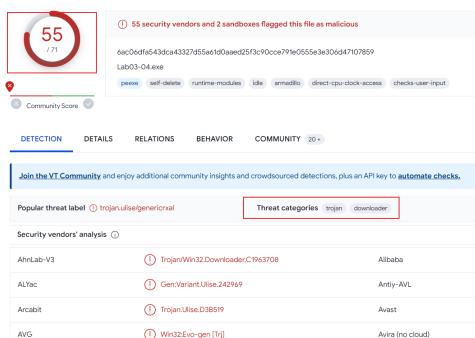 55
/ 71
Community Score
55 security vendors and 2 sandboxes flagged this file as malicious
6ac06dfa543dca43327d55a61d0aaed25f3c90cce791e0555e3e306d47107859
Lab03-04.exe
peexe self-delete runtime-modules idle armadillo direct-cpu-clock-access checks-user-input
DETECTION DETAILS RELATIONS BEHAVIOR COMMUNITY 20+
Join the VT Community and enjoy additional community insights and crowdsourced detections, plus an API key to automate checks.
Popular threat label trojan.ulise/genericrxal Threat categories trojan downloader
Security vendors' analysis
AhnLab-V3 Trojan/Win32.Downloader.C1963708 Alibaba
ALYac Gen:Variant.Ulise.242969 Antiy-AVL
Arcabit Trojan.Ulise.D3B519 Avast
AVG Win32:Evo-gen [Trj] Avira (no cloud)